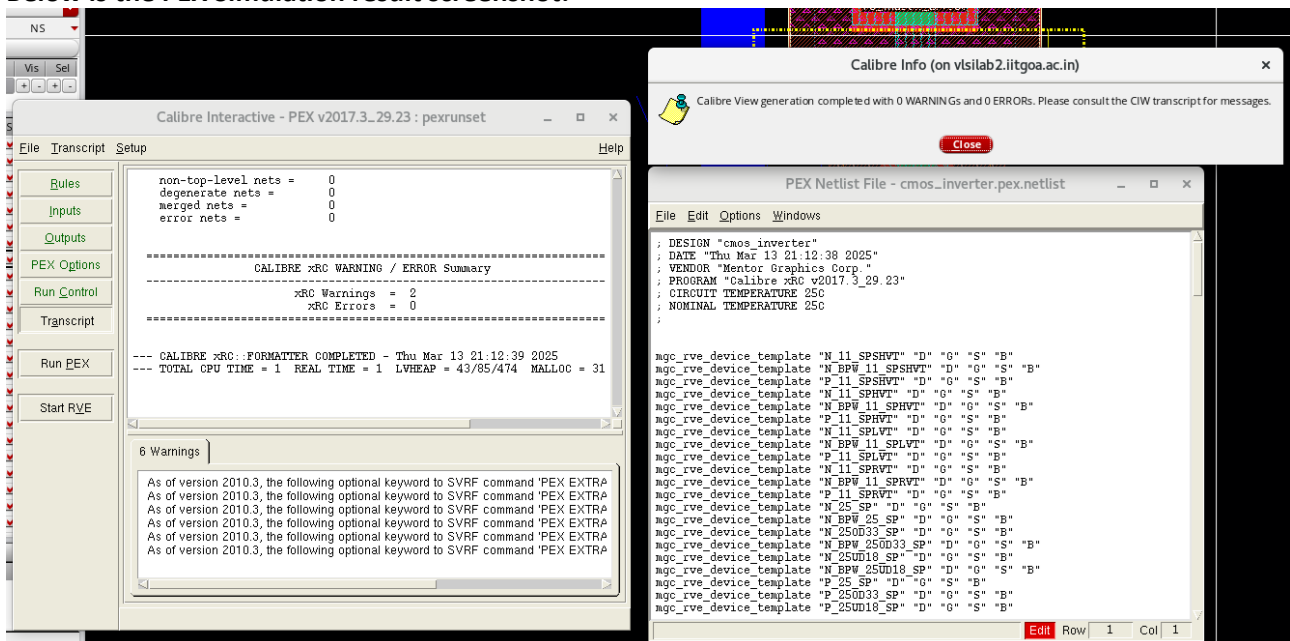 NS
Vis Sel
+ - + -
Calibre Info (on vlsilab2.iitgoa.ac.in) ×
Calibre View generation completed with 0 WARNINGs and 0 ERRORs. Please consult the CIW transcript for messages.
Close
Calibre Interactive - PEX v2017.3_29.23 : pexrunset
File Transcript Setup Help
Rules
Inputs
Outputs
PEX Options
Run Control
Transcript
Run PEX
Start RVE
non-top-level nets = 0
degenerate nets = 0
merged nets = 0
error nets = 0
CALIBRE xRC WARNING / ERROR Summary
xRC Warnings = 2
xRC Errors = 0
--- CALIBRE xRC::FORMATTER COMPLETED - Thu Mar 13 21:12:39 2025
--- TOTAL CPU TIME = 1 REAL TIME = 1 LVHEAP = 43/85/474 MALLOC = 31
6 Warnings
As of version 2010.3, the following optional keyword to SVRF command 'PEX EXTRA
As of version 2010.3, the following optional keyword to SVRF command 'PEX EXTRA
As of version 2010.3, the following optional keyword to SVRF command 'PEX EXTRA
As of version 2010.3, the following optional keyword to SVRF command 'PEX EXTRA
As of version 2010.3, the following optional keyword to SVRF command 'PEX EXTRA
As of version 2010.3, the following optional keyword to SVRF command 'PEX EXTRA
PEX Netlist File - cmos_inverter.pex.netlist
File Edit Options Windows
; DESIGN "cmos_inverter"
; DATE "Thu Mar 13 21:12:38 2025"
; VENDOR "Mentor Graphics Corp."
; PROGRAM "Calibre xRC v2017.3_29.23"
; CIRCUIT TEMPERATURE 25C
; NOMINAL TEMPERATURE 25C
;
mgc_rve_device_template "N_11_SPSHVT" "D" "G" "S" "B"
mgc_rve_device_template "N_BPW_11_SPSHVT" "D" "G" "S" "B"
mgc_rve_device_template "P_11_SPSHVT" "D" "G" "S" "B"
mgc_rve_device_template "N_11_SPHVT" "D" "G" "S" "B"
mgc_rve_device_template "N_BPW_11_SPHVT" "D" "G" "S" "B"
mgc_rve_device_template "P_11_SPHVT" "D" "G" "S" "B"
mgc_rve_device_template "N_11_SPLVT" "D" "G" "S" "B"
mgc_rve_device_template "N_BPW_11_SPLVT" "D" "G" "S" "B"
mgc_rve_device_template "P_11_SPLVT" "D" "G" "S" "B"
mgc_rve_device_template "N_11_SPRVT" "D" "G" "S" "B"
mgc_rve_device_template "N_BPW_11_SPRVT" "D" "G" "S" "B"
mgc_rve_device_template "P_11_SPRVT" "D" "G" "S" "B"
mgc_rve_device_template "N_25_SP" "D" "G" "S" "B"
mgc_rve_device_template "N_BPW_25_SP" "D" "G" "S" "B"
mgc_rve_device_template "N_25OD33_SP" "D" "G" "S" "B"
mgc_rve_device_template "N_BPW_25OD33_SP" "D" "G" "S" "B"
mgc_rve_device_template "N_25UD18_SP" "D" "G" "S" "B"
mgc_rve_device_template "N_BPW_25UD18_SP" "D" "G" "S" "B"
mgc_rve_device_template "P_25_SP" "D" "G" "S" "B"
mgc_rve_device_template "P_25OD33_SP" "D" "G" "S" "B"
mgc_rve_device_template "P_25UD18_SP" "D" "G" "S" "B"
Edit Row 1 Col 1